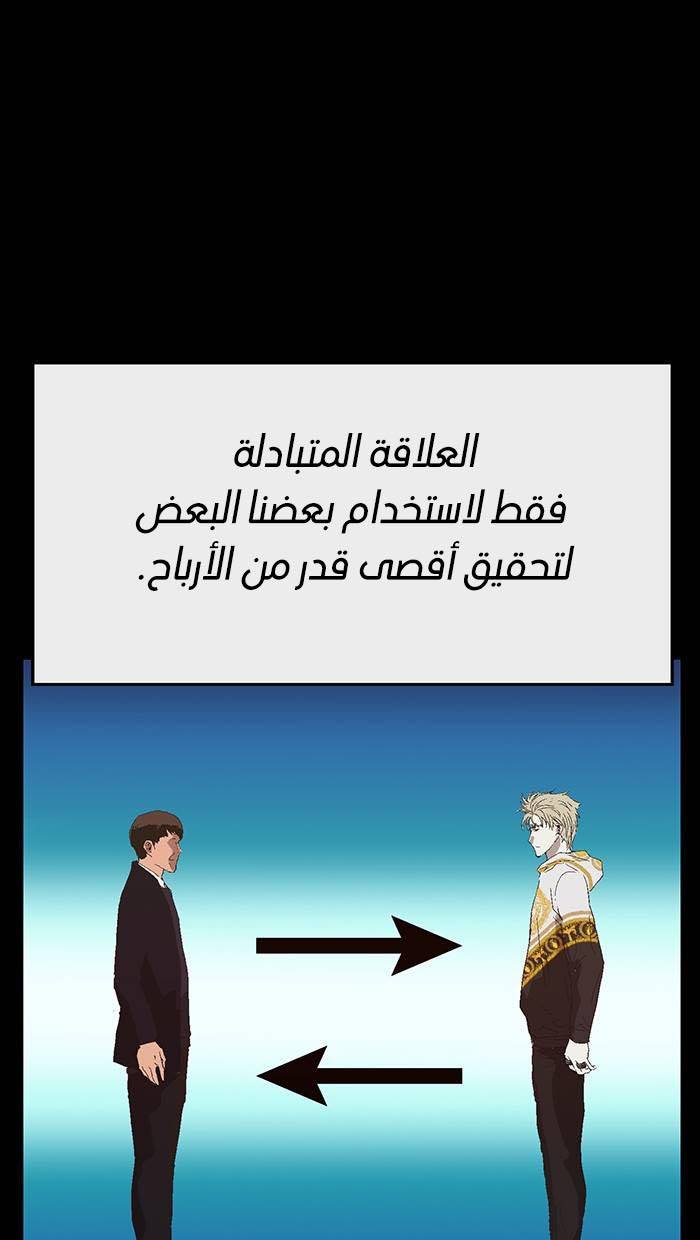 العلاقة المتبادلة
فقط لاستخدام بعضنا البعض
لتحقيق أقصى قدر من الأرباح.